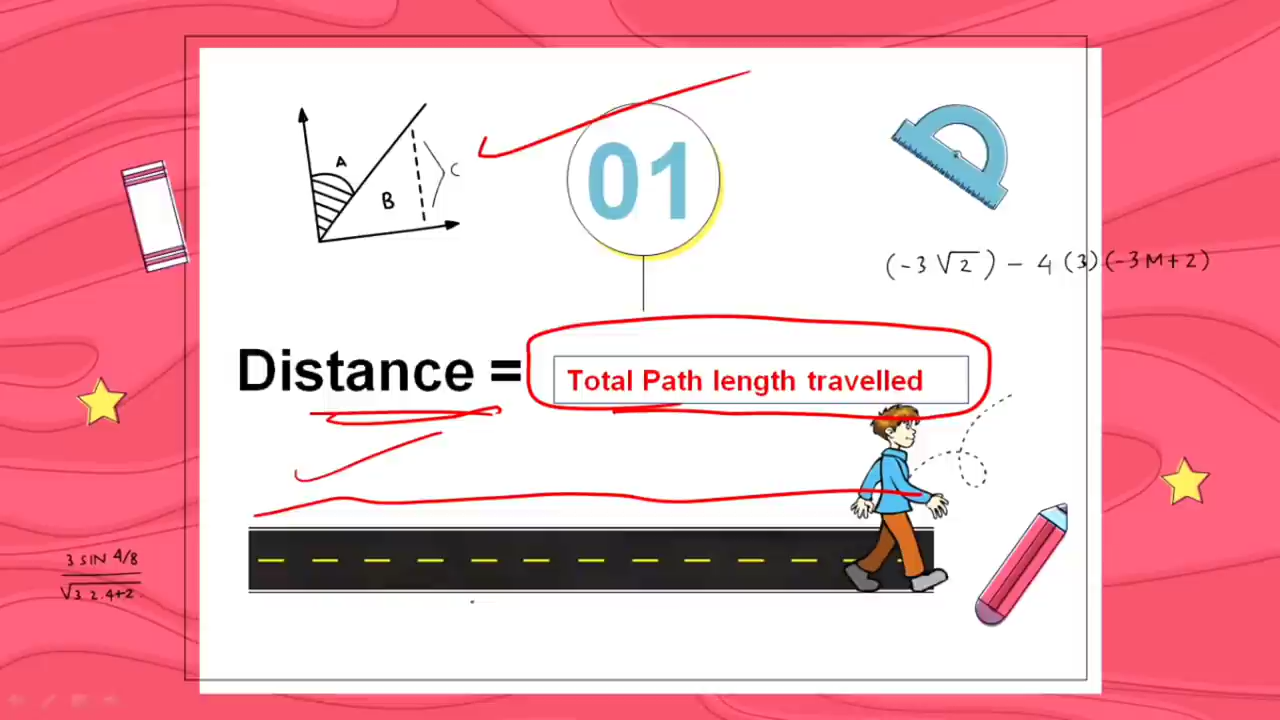 A
B
C
01
(-3√2) - 4(3)(-3M+2)
Distance = Total Path length travelled
3 SIN 4/8
√3 2.4+2